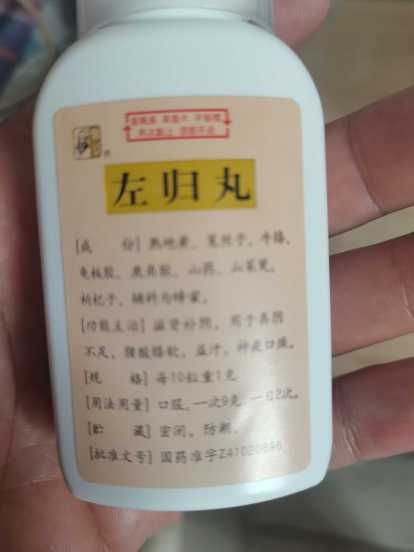 左归丸
[成 份] 熟地黄、菟丝子、牛膝、
龟板胶、鹿角胶、山药、山茱萸、
枸杞子，辅料为蜂蜜。
[功能主治] 滋肾补阴。用于真阴
不足，腰酸膝软，盗汗，神疲口燥。
[规 格] 每10粒重1克
[用法用量] 口服。一次9克，一日2次。
[贮 藏] 密闭，防潮。
[批准文号] 国药准字Z41020896